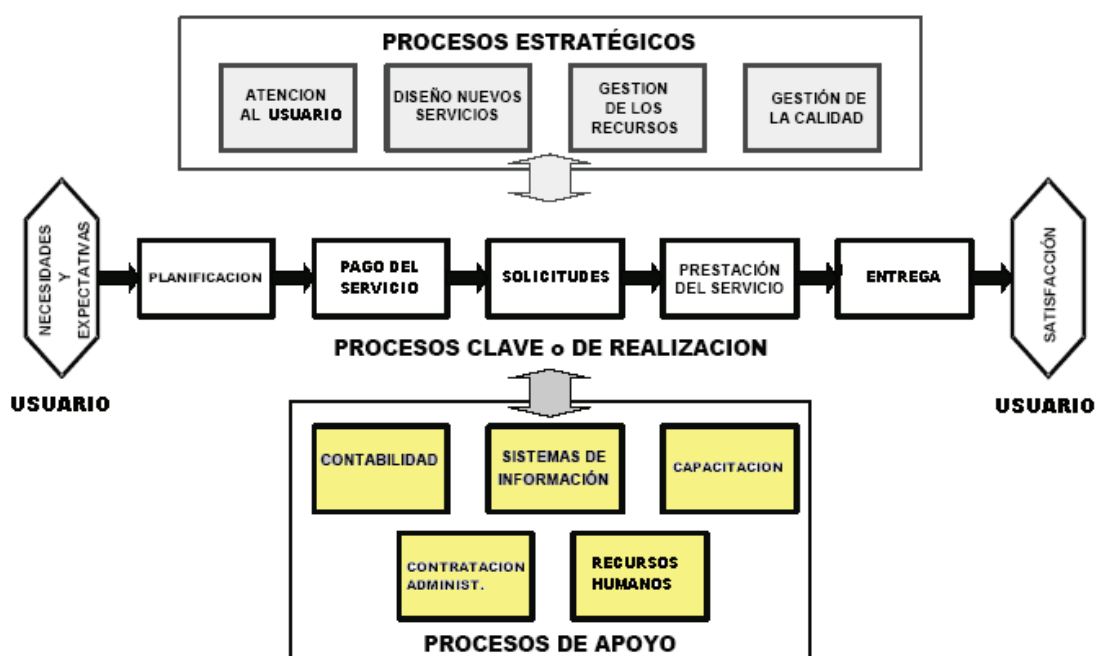 PROCESOS ESTRATÉGICOS
ATENCION
AL USUARIO
DISEÑO NUEVOS
SERVICIOS
GESTION
DE LOS
RECURSOS
GESTIÓN DE
LA CALIDAD
NECESIDADES
Y
EXPECTATIVAS
USUARIO
PLANIFICACION
PAGO DEL
SERVICIO
SOLICITUDES
PRESTACIÓN
DEL SERVICIO
ENTREGA
SATISFACCIÓN
USUARIO
PROCESOS CLAVE o DE REALIZACION
CONTABILIDAD
SISTEMAS DE
INFORMACIÓN
CAPACITACION
CONTRATACION
ADMINIST.
RECURSOS
HUMANOS
PROCESOS DE APOYO